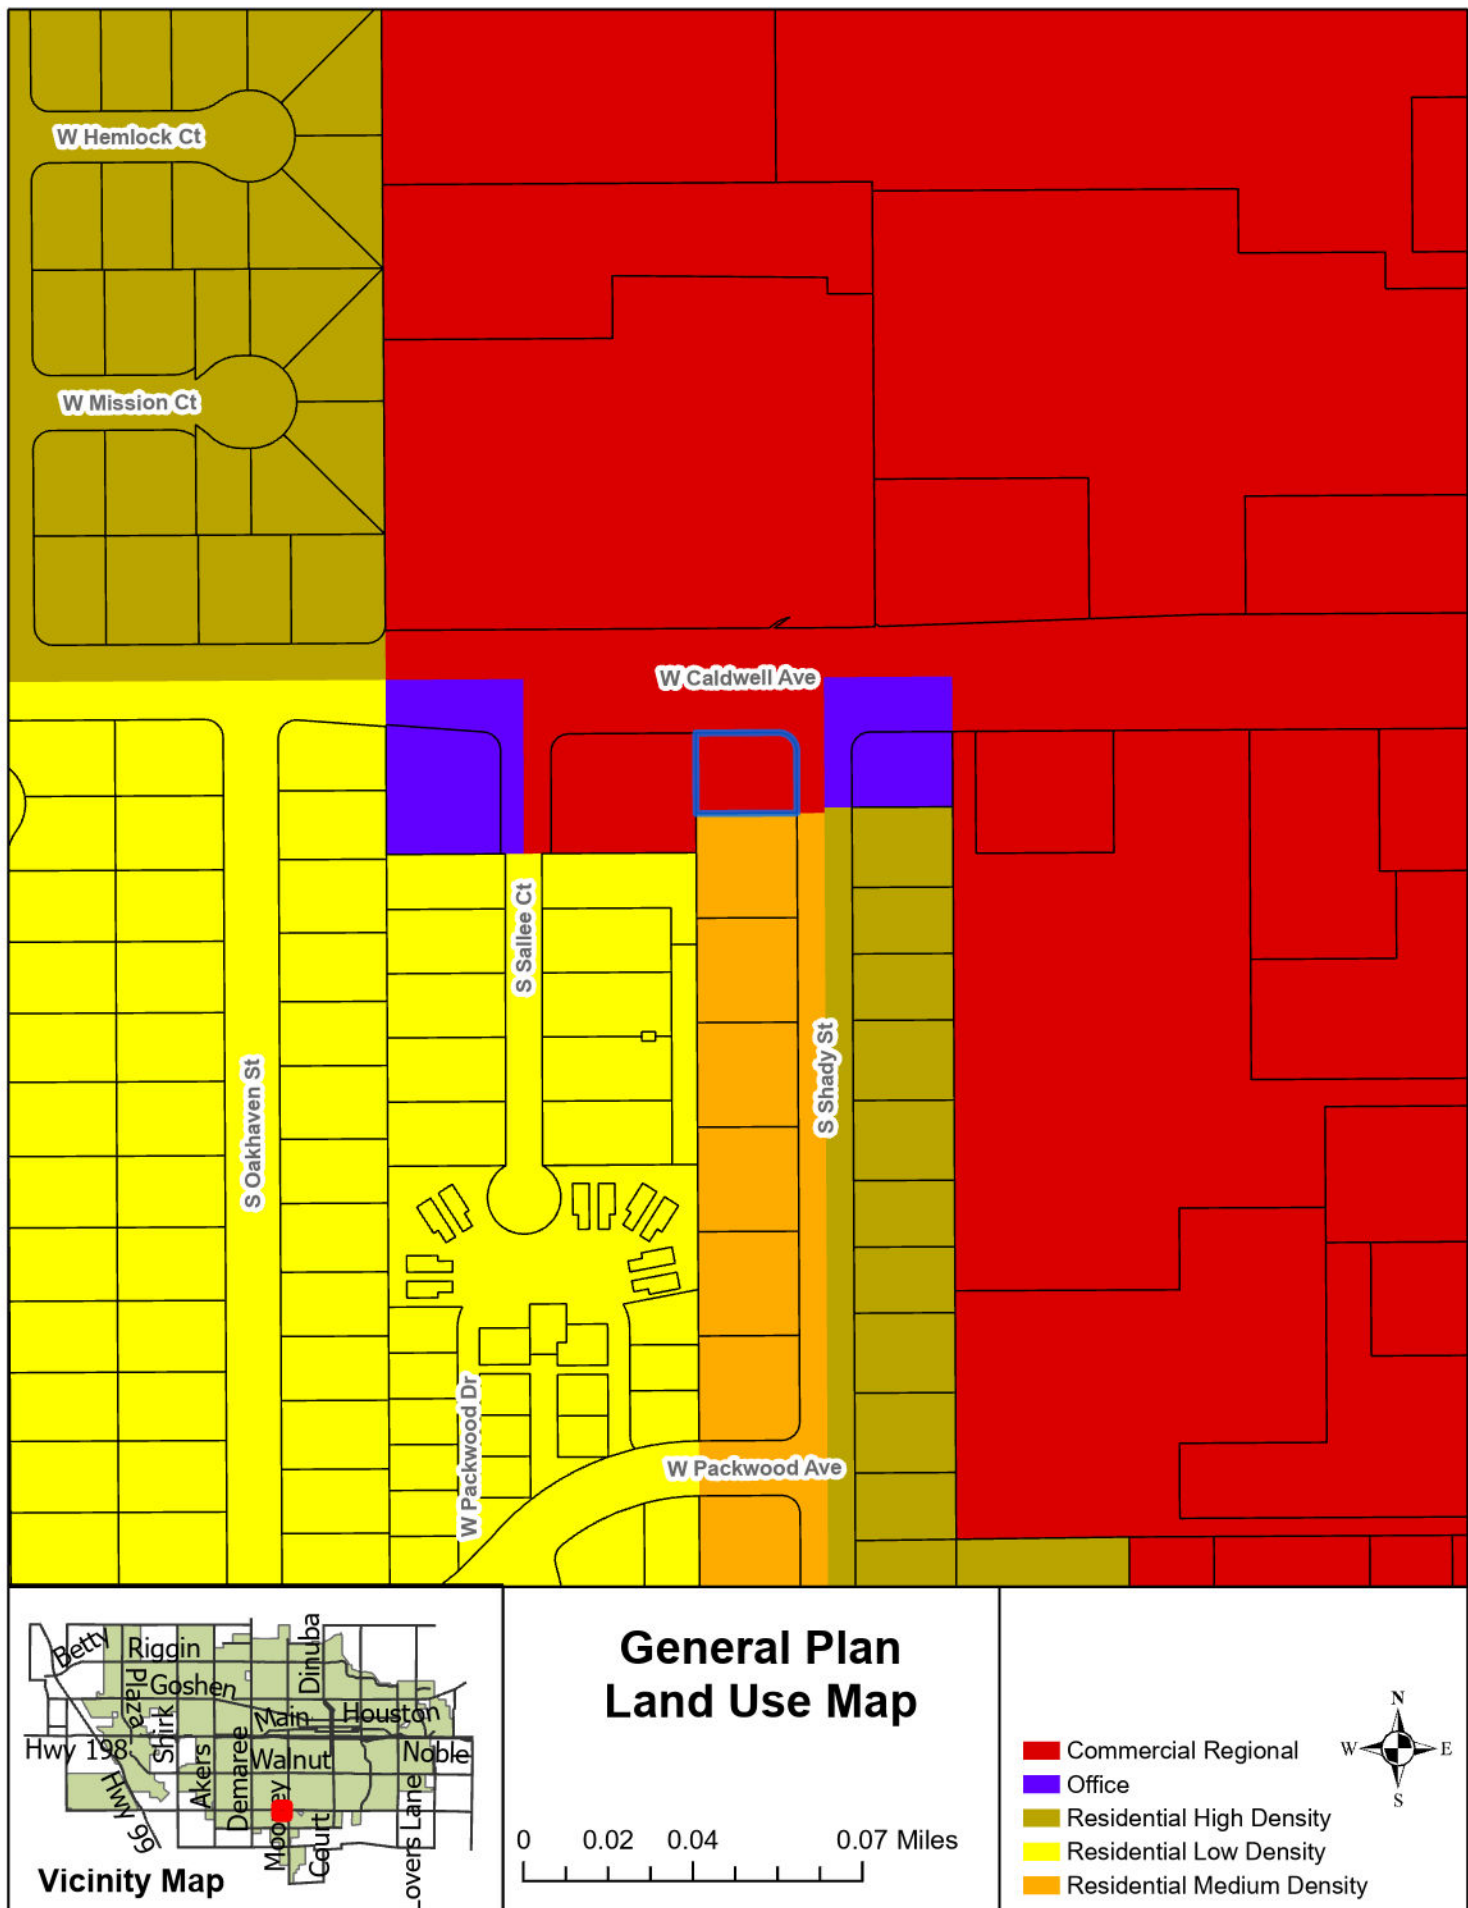 W Hemlock Ct
W Mission Ct
W Caldwell Ave
S Sallee Ct
S Shady St
S Oakhaven St
W Packwood Dr
W Packwood Ave
Betty
Riggin
Dinuba
Plaza
Goshen
Shirk
Main
Houston
Hwy 198
Akers
Demaree
Walnut
Noble
Hwy 99
Mooney
Court
Lovers Lane
Vicinity Map
General Plan
Land Use Map
0 0.02 0.04 0.07 Miles
Commercial Regional
Office
Residential High Density
Residential Low Density
Residential Medium Density
N
W E
S